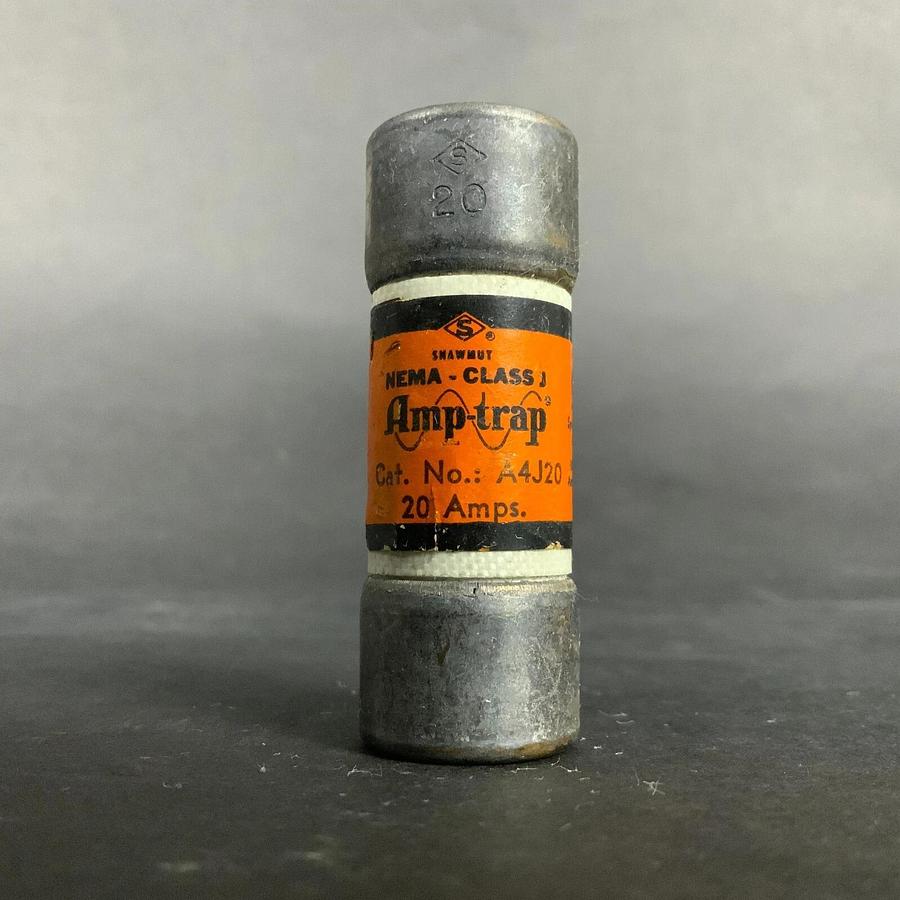 S
20
S ®
SHAWMUT
NEMA - CLASS J
Amp-trap®
Cat. No.: A4J20
20 Amps.